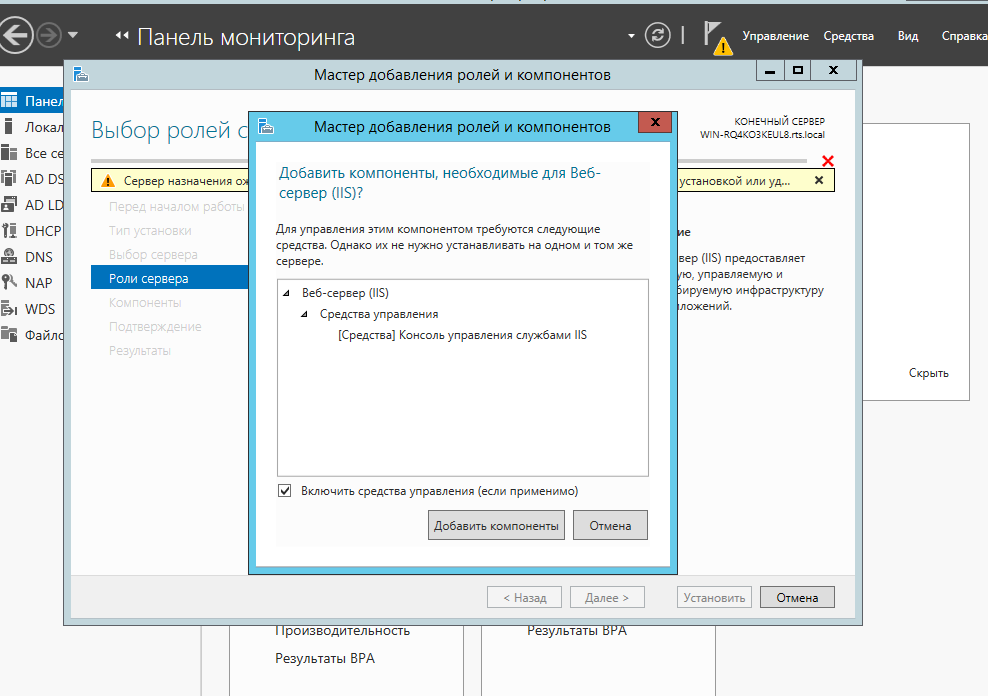 Панель мониторинга
Управление
Средства
Вид
Справка
Мастер добавления ролей и компонентов
Панел
Локал
Все се
AD DS
AD LD
DHCP
DNS
NAP
WDS
Файло
Выбор ролей с
КОНЕЧНЫЙ СЕРВЕР
WIN-RQ4KO3KEUL8.rts.local
Сервер назначения ож
установкой или уд...
Перед началом работы
Тип установки
Выбор сервера
Роли сервера
Компоненты
Подтверждение
Результаты
Мастер добавления ролей и компонентов
Добавить компоненты, необходимые для Веб-
сервер (IIS)?
Для управления этим компонентом требуются следующие
средства. Однако их не нужно устанавливать на одном и том же
сервере.
Веб-сервер (IIS)
Средства управления
[Средства] Консоль управления службами IIS
Включить средства управления (если применимо)
Добавить компоненты
Отмена
ие
вер (IIS) предоставляет
ую, управляемую и
бируемую инфраструктуру
ложений.
Скрыть
< Назад
Далее >
Установить
Отмена
Производительность
Результаты BPA
Результаты BPA